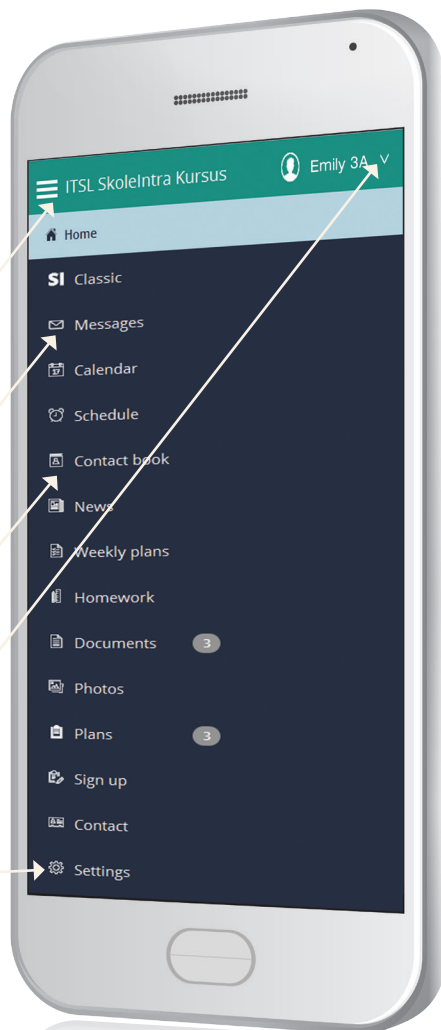 ITSL SkoleIntra Kursus
Emily 3A
Home
SI Classic
Messages
17
Calendar
Schedule
Contact book
News
Weekly plans
Homework
Documents 3
Photos
Plans 3
Sign up
Contact
Settings